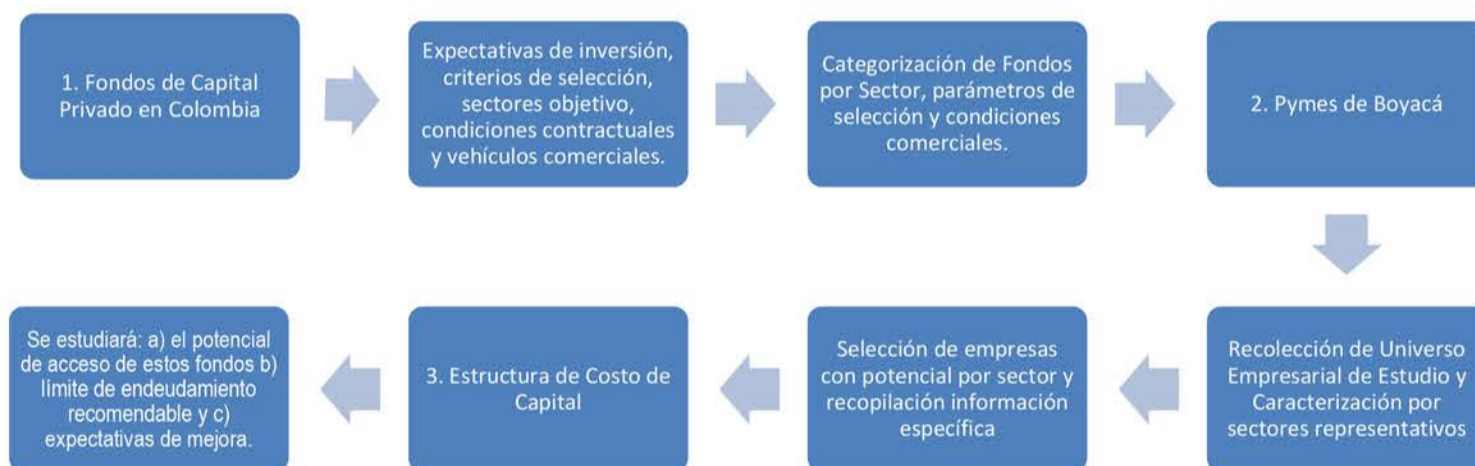 1. Fondos de Capital
Privado en Colombia
Expectativas de inversión,
criterios de selección,
sectores objetivo,
condiciones contractuales
y vehículos comerciales.
Categorización de Fondos
por Sector, parámetros de
selección y condiciones
comerciales.
2. Pymes de Boyacá
Recolección de Universo
Empresarial de Estudio y
Caracterización por
sectores representativos
Selección de empresas
con potencial por sector y
recopilación información
específica
3. Estructura de Costo de
Capital
Se estudiará: a) el potencial
de acceso de estos fondos b)
límite de endeudamiento
recomendable y c)
expectativas de mejora.